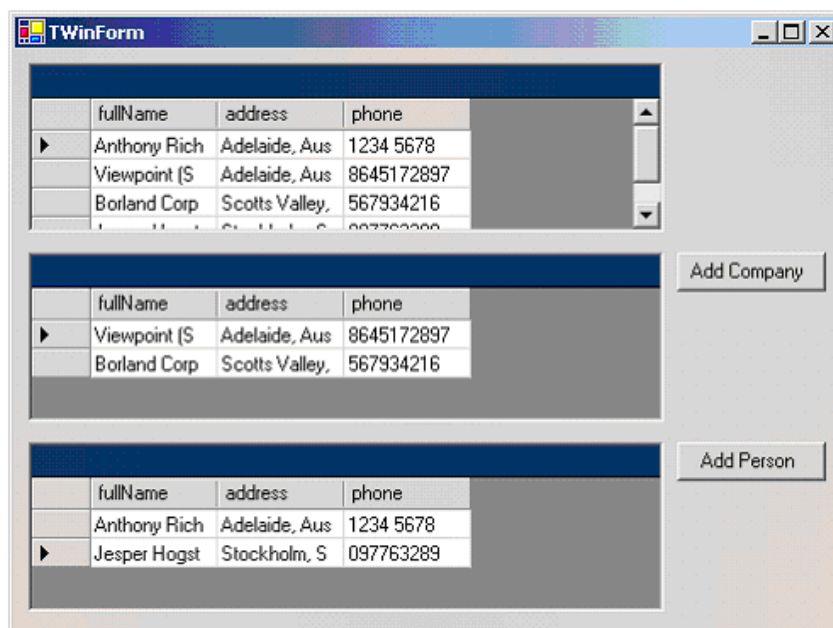 TWinForm
fullName address phone
Anthony Rich Adelaide, Aus 1234 5678
Viewpoint (S Adelaide, Aus 8645172897
Borland Corp Scotts Valley, 567934216
Add Company
fullName address phone
Viewpoint (S Adelaide, Aus 8645172897
Borland Corp Scotts Valley, 567934216
Add Person
fullName address phone
Anthony Rich Adelaide, Aus 1234 5678
Jesper Hogst Stockholm, S 097763289